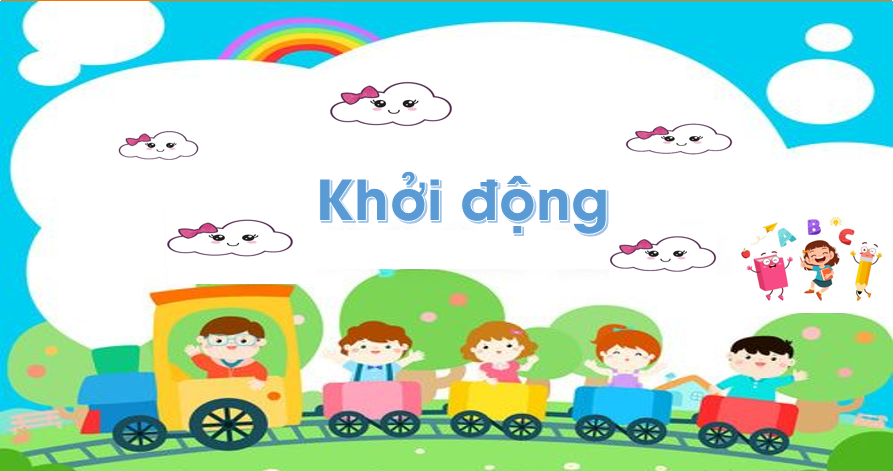 Khởi động
A B C